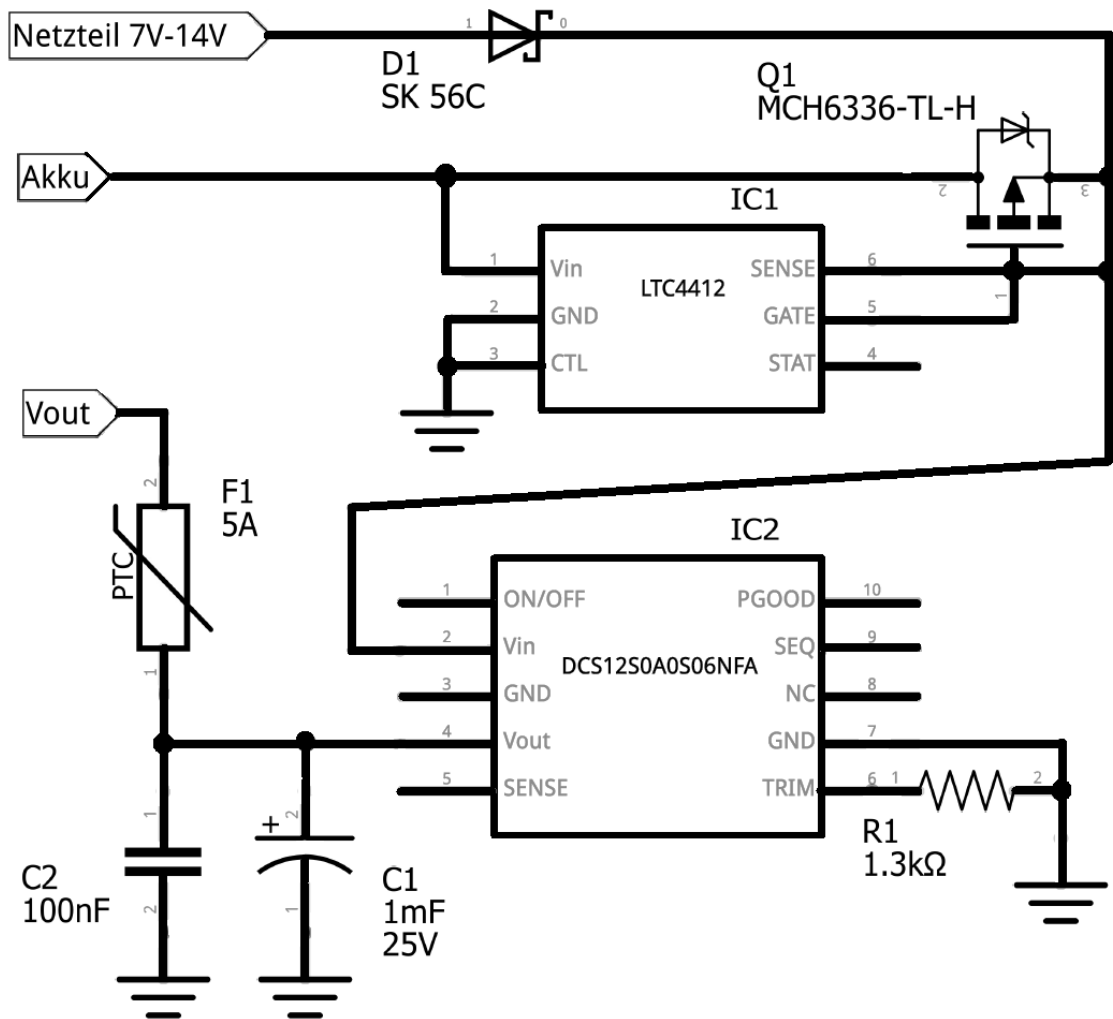 Netzteil 7V-14V
1
0
D1
SK 56C
Q1
MCH6336-TL-H
Akku
2
3
IC1
1
Vin
SENSE
6
LTC4412
2
GND
GATE
5
1
3
CTL
STAT
4
Vout
2
F1
5A
PTC
1
IC2
1
ON/OFF
PGOOD
10
2
Vin
SEQ
9
DCS12S0A0S06NFA
3
GND
NC
8
4
Vout
GND
7
5
SENSE
TRIM
6
1
2
R1
1.3kΩ
1
C2
100nF
2
+
2
C1
1mF
25V
1